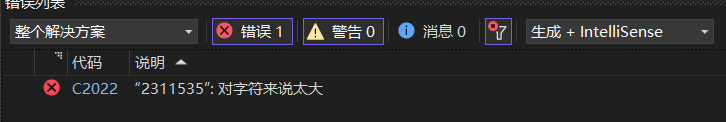 错误列表
整个解决方案
错误 1
警告 0
消息 0
生成 + IntelliSense
代码
说明
C2022
“2311535”: 对字符来说太大